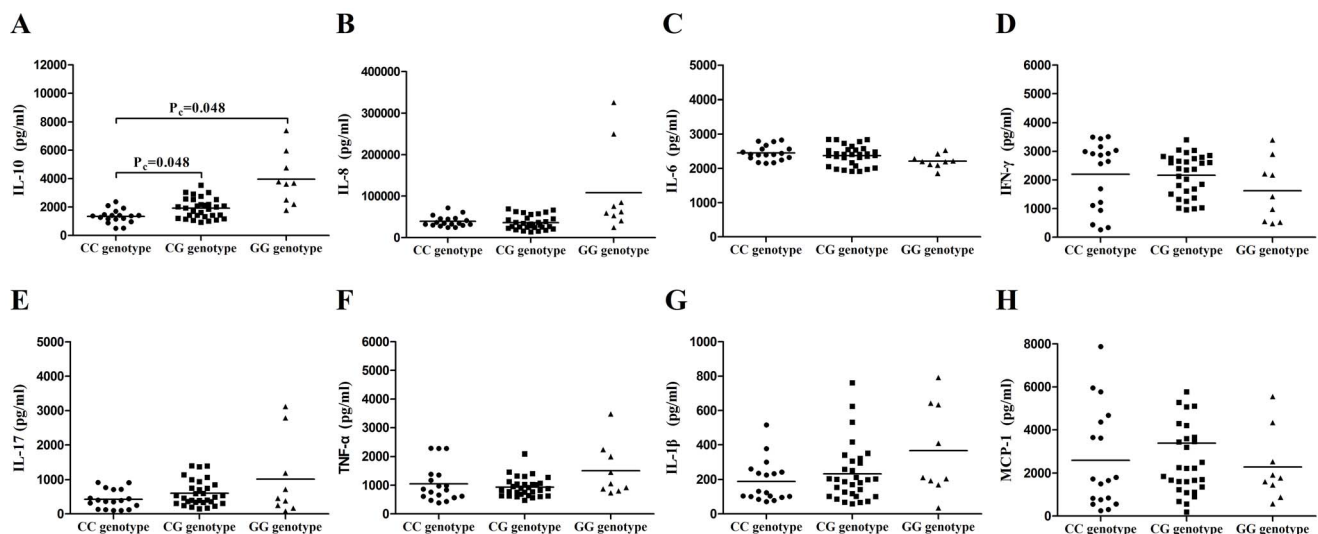 A
IL-10 (pg/ml)
12000
10000
8000
6000
4000
2000
0
Pc=0.048
Pc=0.048
CC genotype CG genotype GG genotype
B
IL-8 (pg/ml)
400000
300000
200000
100000
0
CC genotype CG genotype GG genotype
C
IL-6 (pg/ml)
5000
4000
3000
2000
1000
0
CC genotype CG genotype GG genotype
D
IFN-γ (pg/ml)
6000
5000
4000
3000
2000
1000
0
CC genotype CG genotype GG genotype
E
IL-17 (pg/ml)
5000
4000
3000
2000
1000
0
CC genotype CG genotype GG genotype
F
TNF-α (pg/ml)
6000
5000
4000
3000
2000
1000
0
CC genotype CG genotype GG genotype
G
IL-1β (pg/ml)
1000
800
600
400
200
0
CC genotype CG genotype GG genotype
H
MCP-1 (pg/ml)
8000
6000
4000
2000
0
CC genotype CG genotype GG genotype